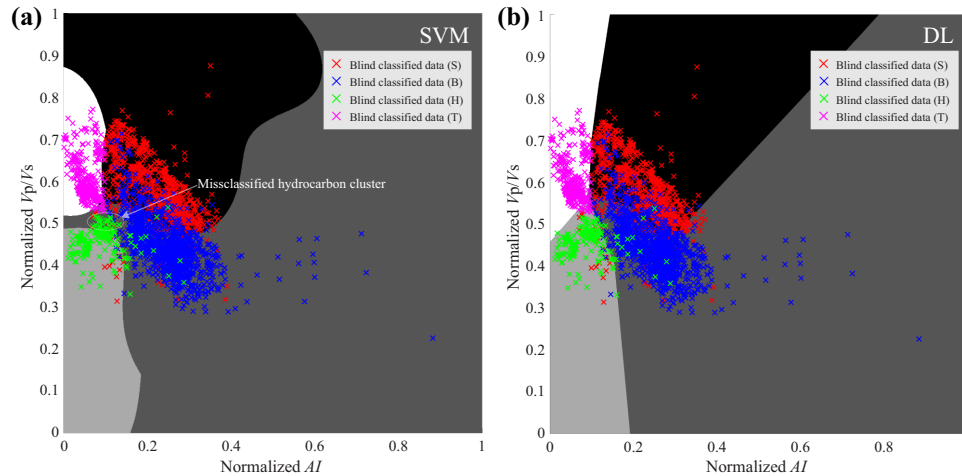 (a)
SVM
Blind classified data (S)
Blind classified data (B)
Blind classified data (H)
Blind classified data (T)
Missclassified hydrocarbon cluster
Normalized Vp/Vs
1
0.9
0.8
0.7
0.6
0.5
0.4
0.3
0.2
0.1
0
0 0.2 0.4 0.6 0.8 1
Normalized AI
(b)
DL
Blind classified data (S)
Blind classified data (B)
Blind classified data (H)
Blind classified data (T)
Normalized Vp/Vs
1
0.9
0.8
0.7
0.6
0.5
0.4
0.3
0.2
0.1
0
0 0.2 0.4 0.6 0.8
Normalized AI